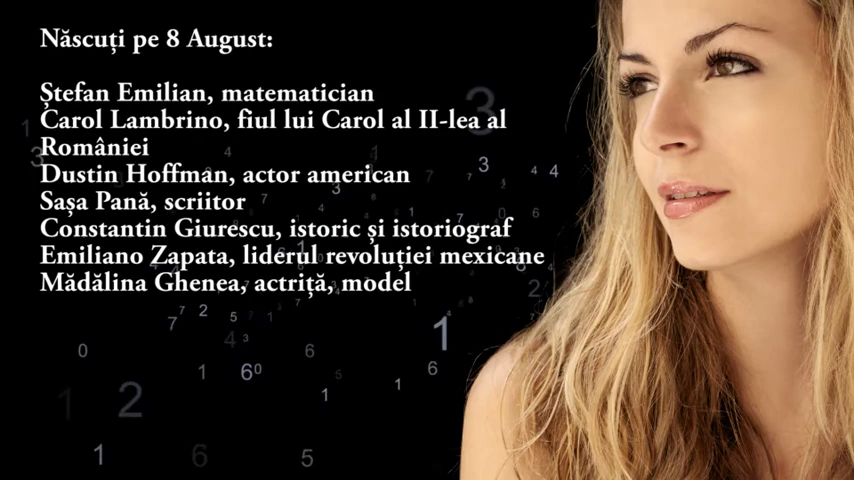 Născuți pe 8 August:
Ștefan Emilian, matematician
Carol Lambrino, fiul lui Carol al II-lea al
României
Dustin Hoffman, actor american
Sașa Pană, scriitor
Constantin Giurescu, istoric și istoriograf
Emiliano Zapata, liderul revoluției mexicane
Mădălina Ghenea, actriță, model